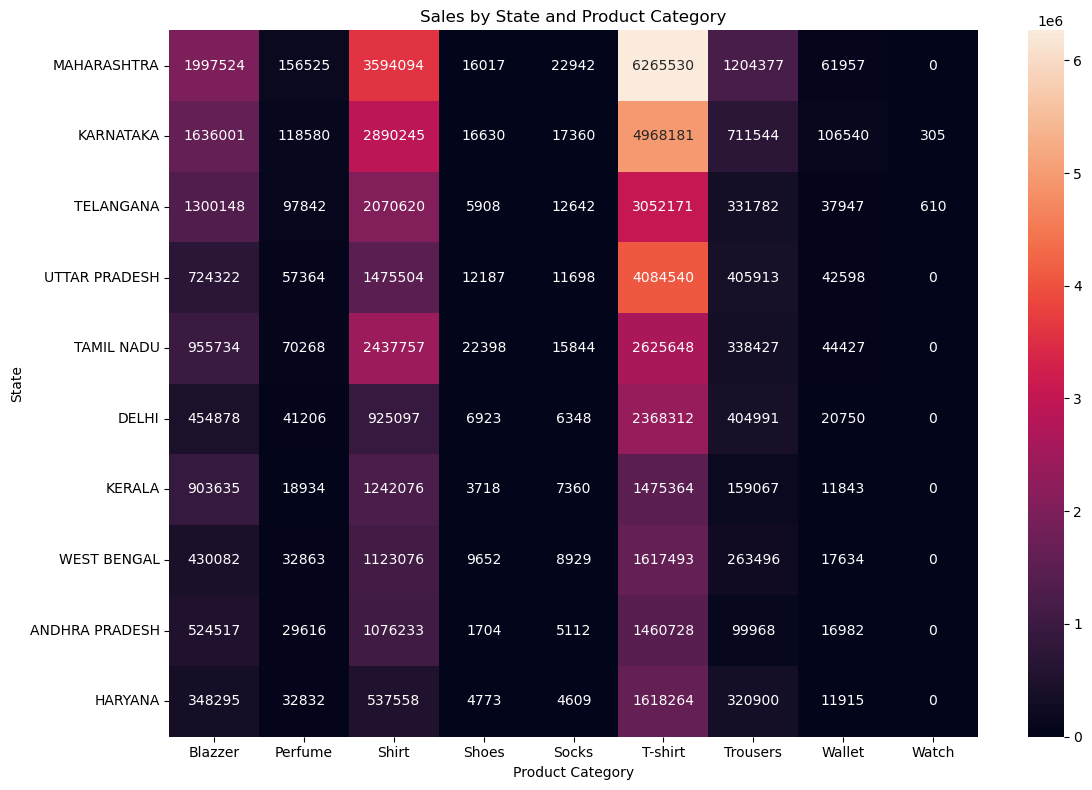 Sales by State and Product Category
1e6
MAHARASHTRA 1997524 156525 3594094 16017 22942 6265530 1204377 61957 0
KARNATAKA 1636001 118580 2890245 16630 17360 4968181 711544 106540 305
TELANGANA 1300148 97842 2070620 5908 12642 3052171 331782 37947 610
UTTAR PRADESH 724322 57364 1475504 12187 11698 4084540 405913 42598 0
TAMIL NADU 955734 70268 2437757 22398 15844 2625648 338427 44427 0
DELHI 454878 41206 925097 6923 6348 2368312 404991 20750 0
KERALA 903635 18934 1242076 3718 7360 1475364 159067 11843 0
WEST BENGAL 430082 32863 1123076 9652 8929 1617493 263496 17634 0
ANDHRA PRADESH 524517 29616 1076233 1704 5112 1460728 99968 16982 0
HARYANA 348295 32832 537558 4773 4609 1618264 320900 11915 0
Blazzer Perfume Shirt Shoes Socks T-shirt Trousers Wallet Watch
Product Category
State
6
5
4
3
2
1
0